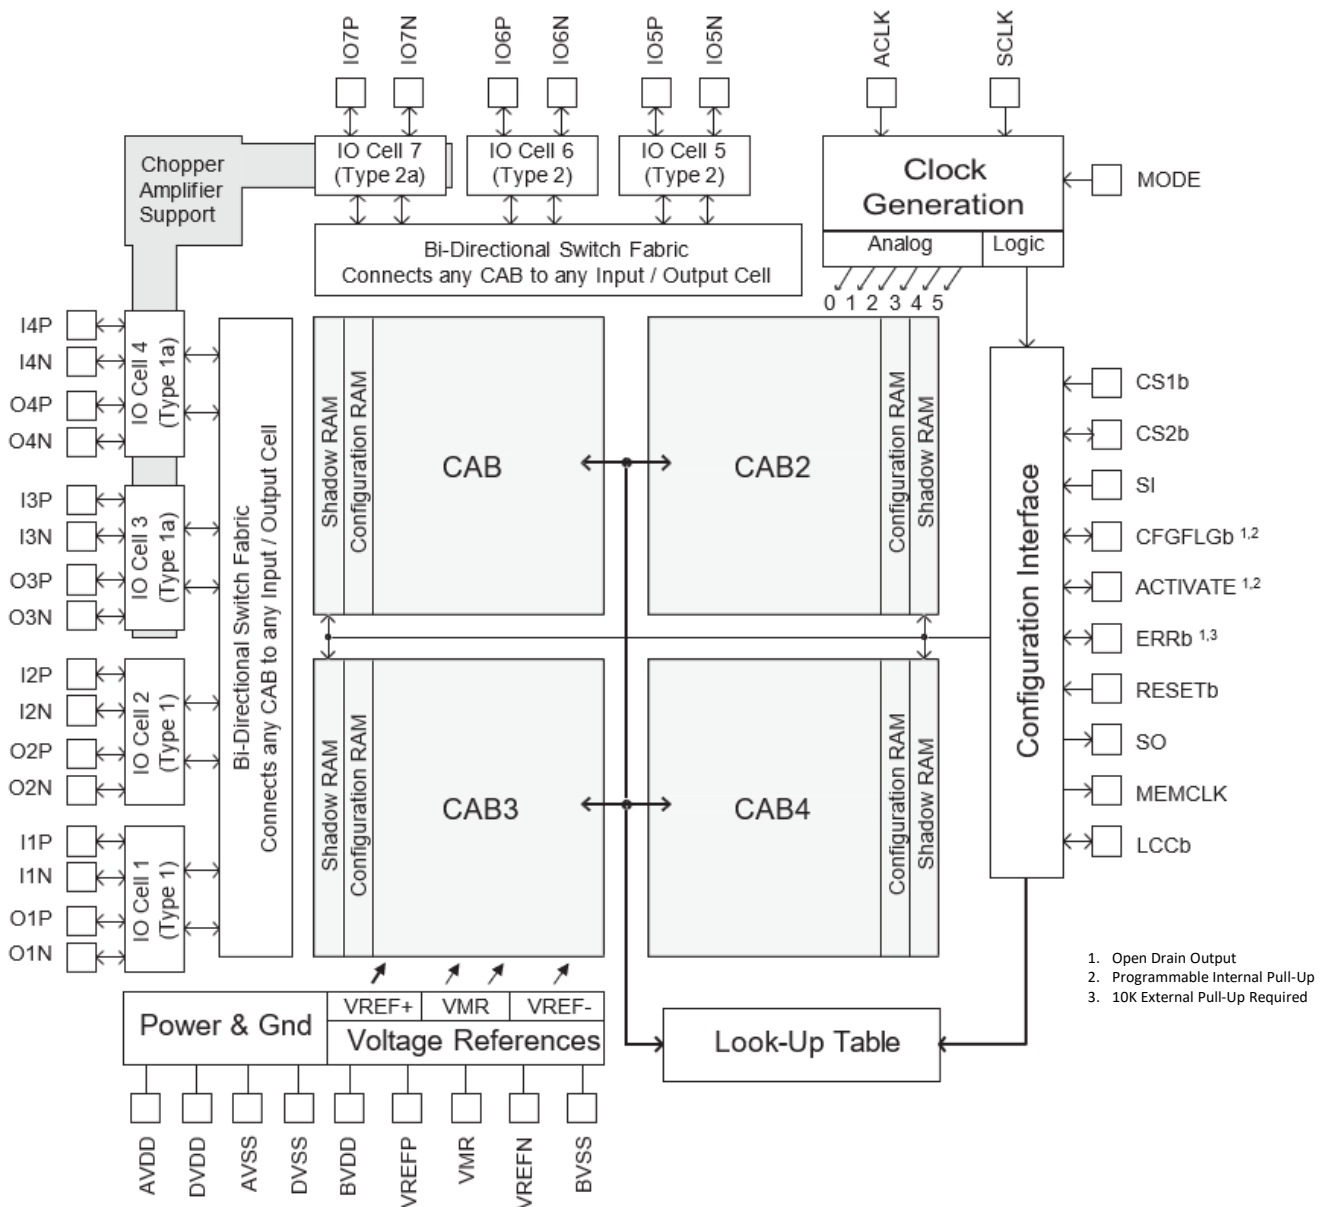 IO7P
IO7N
IO6P
IO6N
IO5P
IO5N
ACLK
SCLK
Chopper
Amplifier
Support
IO Cell 7
(Type 2a)
IO Cell 6
(Type 2)
IO Cell 5
(Type 2)
Clock
Generation
Analog
Logic
MODE
Bi-Directional Switch Fabric
Connects any CAB to any Input / Output Cell
0 1 2 3 4 5
I4P
I4N
O4P
O4N
IO Cell 4
(Type 1a)
I3P
I3N
O3P
O3N
IO Cell 3
(Type 1a)
I2P
I2N
O2P
O2N
IO Cell 2
(Type 1)
I1P
I1N
O1P
O1N
IO Cell 1
(Type 1)
Bi-Directional Switch Fabric
Connects any CAB to any Input / Output Cell
Shadow RAM
Configuration RAM
CAB
CAB2
Configuration RAM
Shadow RAM
Shadow RAM
Configuration RAM
CAB3
CAB4
Configuration RAM
Shadow RAM
Configuration Interface
CS1b
CS2b
SI
CFGFLGb 1,2
ACTIVATE 1,2
ERRb 1,3
RESETb
SO
MEMCLK
LCCb
1. Open Drain Output
2. Programmable Internal Pull-Up
3. 10K External Pull-Up Required
Power & Gnd
VREF+
VMR
VREF-
Voltage References
Look-Up Table
AVDD
DVDD
AVSS
DVSS
BVDD
VREFP
VMR
VREFN
BVSS